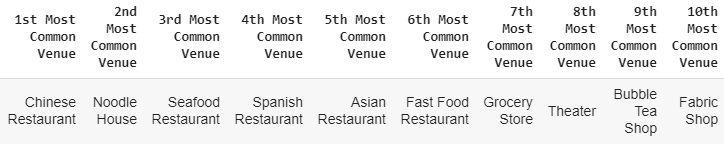 1st Most Common Venue
2nd Most Common Venue
3rd Most Common Venue
4th Most Common Venue
5th Most Common Venue
6th Most Common Venue
7th Most Common Venue
8th Most Common Venue
9th Most Common Venue
10th Most Common Venue
Chinese Restaurant
Noodle House
Seafood Restaurant
Spanish Restaurant
Asian Restaurant
Fast Food Restaurant
Grocery Store
Theater
Bubble Tea Shop
Fabric Shop